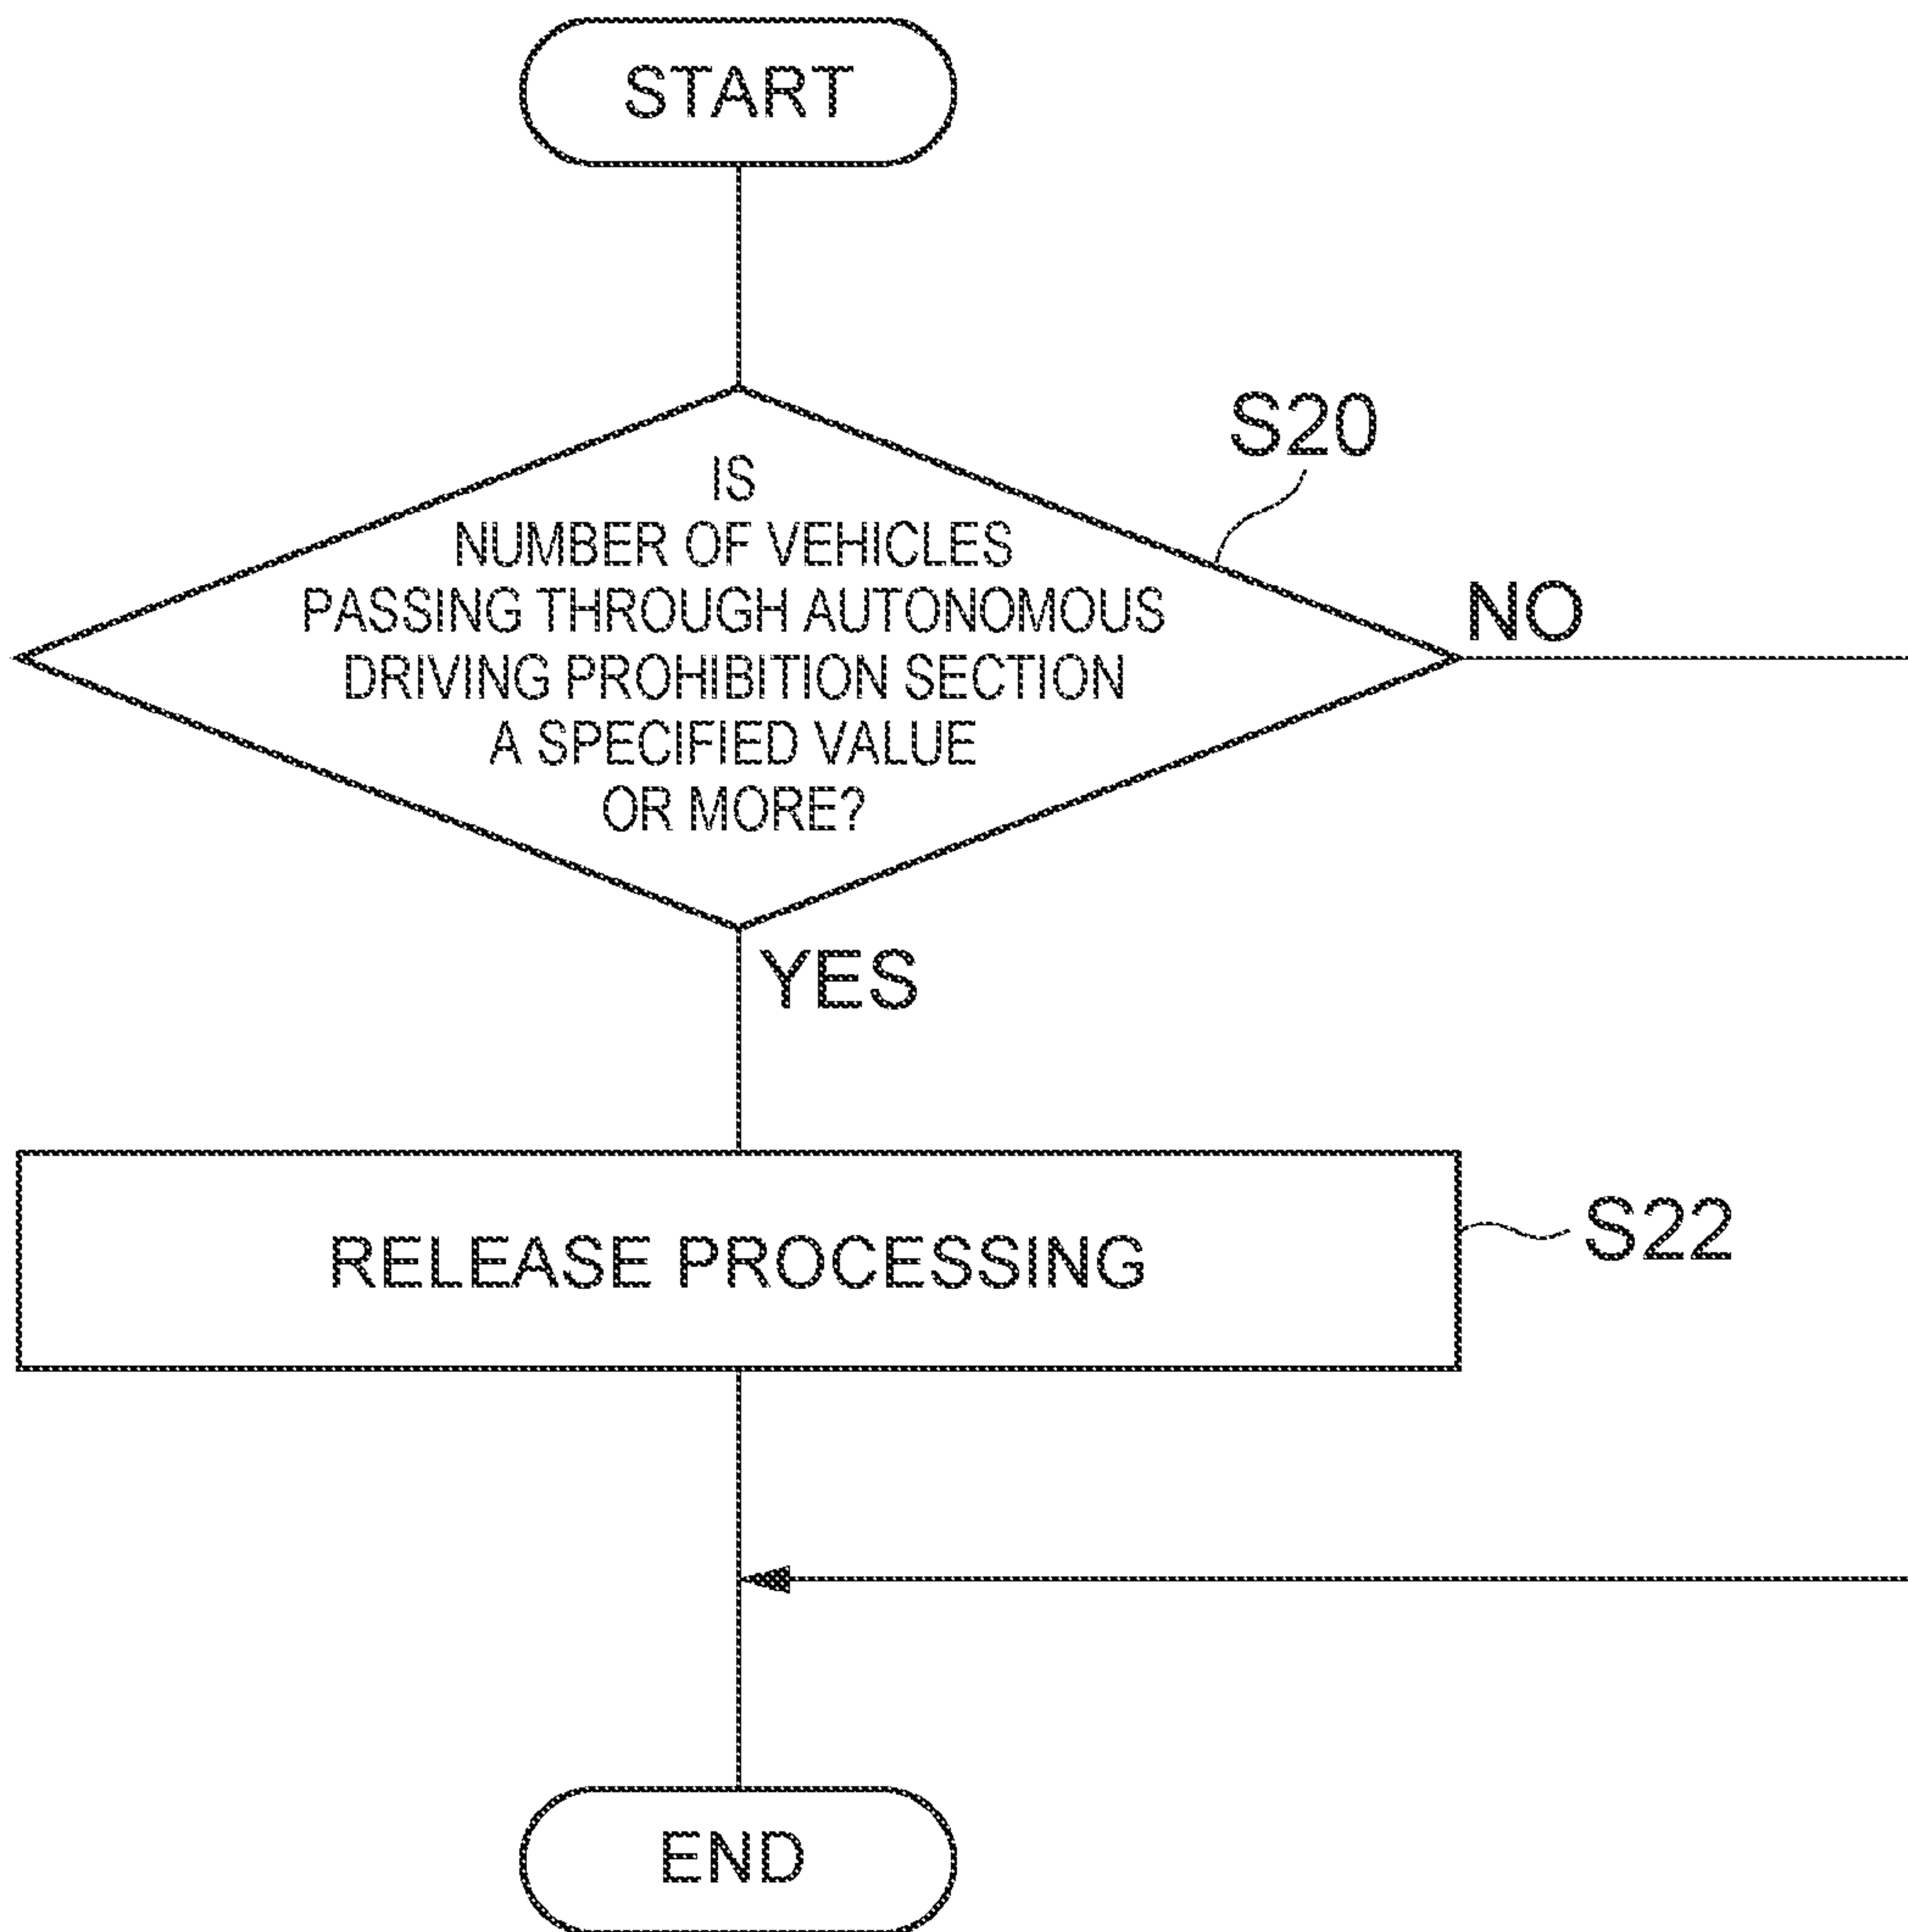 START
S20
IS
NUMBER OF VEHICLES
PASSING THROUGH AUTONOMOUS
DRIVING PROHIBITION SECTION
A SPECIFIED VALUE
OR MORE?
NO
YES
RELEASE PROCESSING
S22
END